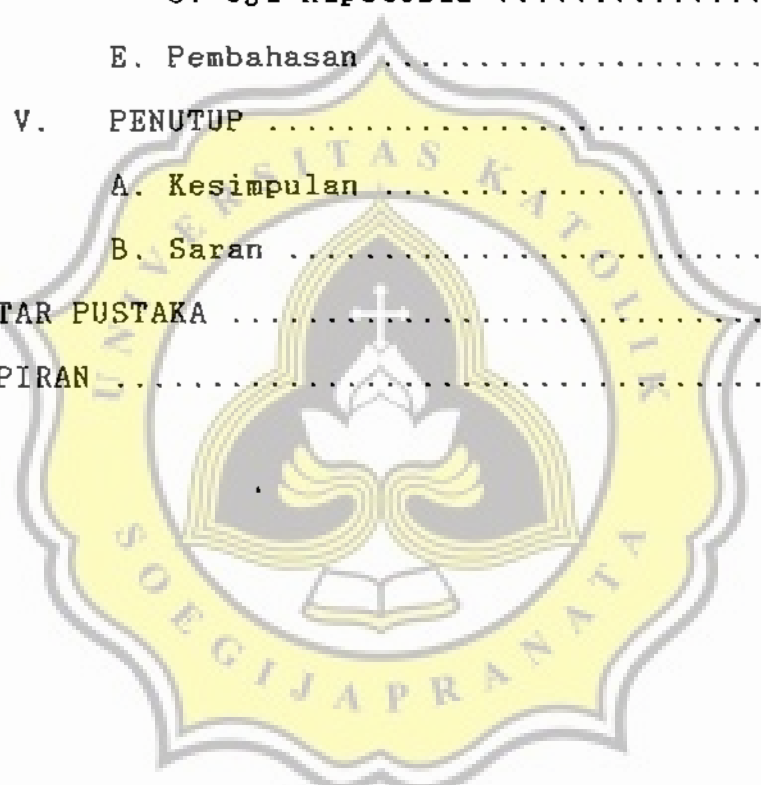 E. Pembahasan ....................
V. PENUTUP ..........................
A. Kesimpulan ....................
B. Saran .........................
TAR PUSTAKA ............................
PIRAN ...................................
UNIVERSITAS KATOLIK
SOEGIJAPRANATA